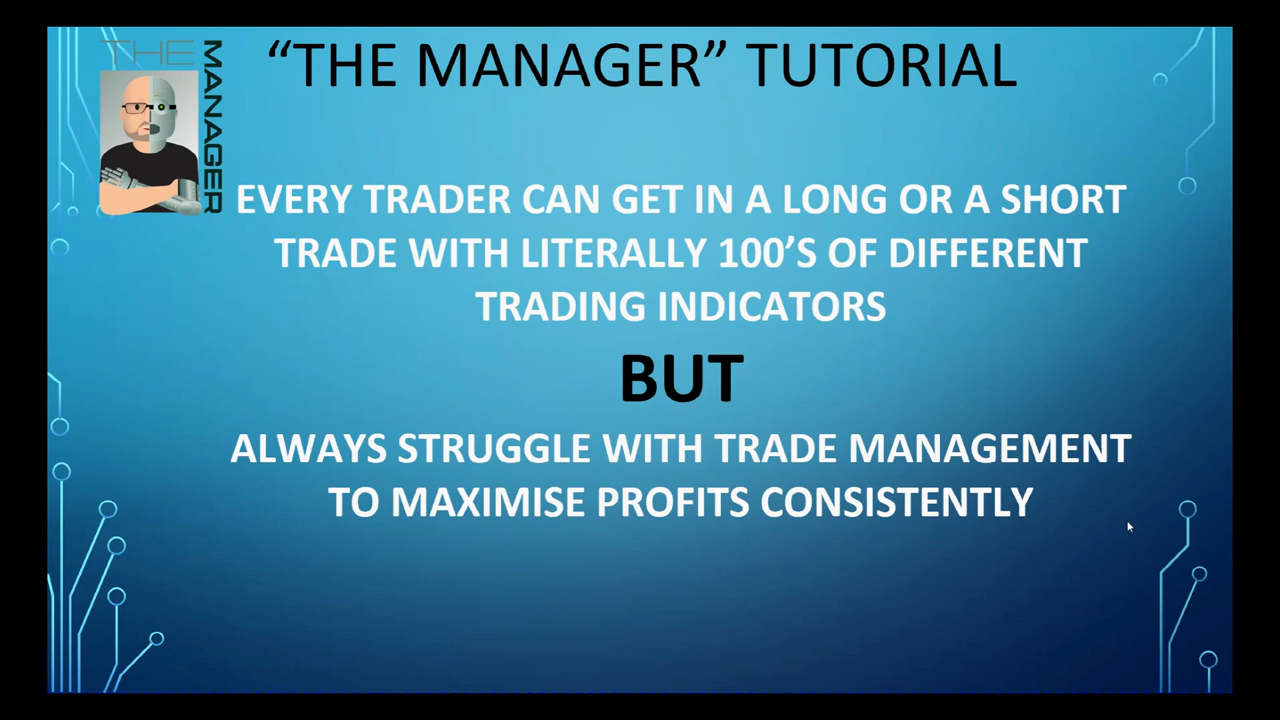 THE
MANAGER
“THE MANAGER” TUTORIAL
EVERY TRADER CAN GET IN A LONG OR A SHORT
TRADE WITH LITERALLY 100’S OF DIFFERENT
TRADING INDICATORS
BUT
ALWAYS STRUGGLE WITH TRADE MANAGEMENT
TO MAXIMISE PROFITS CONSISTENTLY